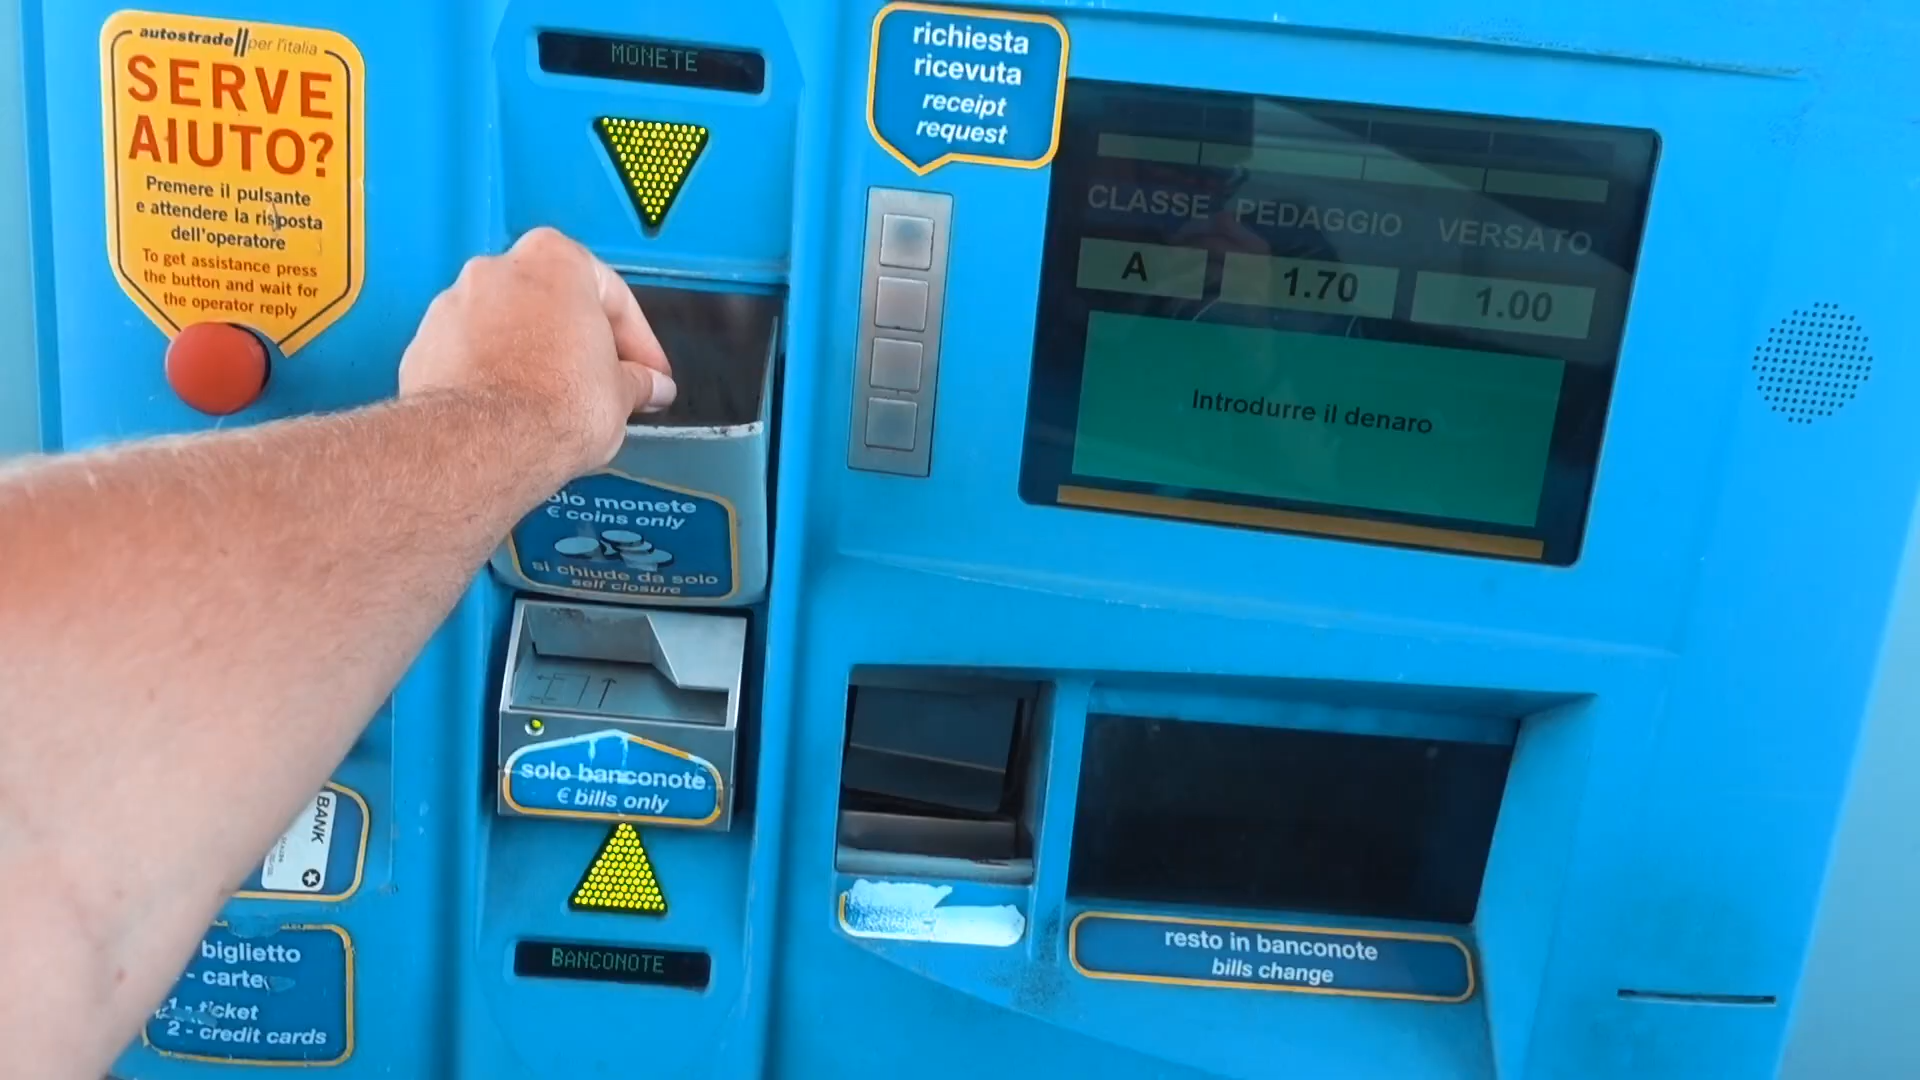 autostrade//per l'italia
SERVE
AIUTO?
Premere il pulsante
e attendere la risposta
dell'operatore
To get assistance press
the button and wait for
the operator reply
MONETE
richiesta
ricevuta
receipt
request
CLASSE PEDAGGIO VERSATO
A 1.70 1.00
Introdurre il denaro
monete
€ coins only
si chiude da solo
self closure
solo banconote
€ bills only
BANCONOTE
BANK
biglietto
- carte
1 - ticket
2 - credit cards
resto in banconote
bills change